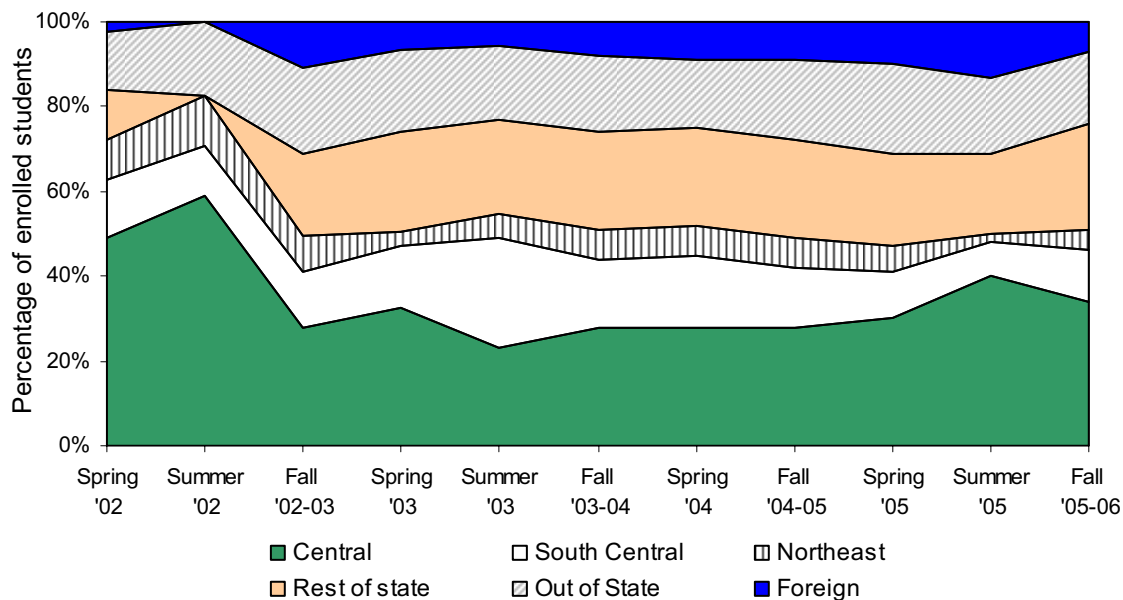 Percentage of enrolled students
100%
80%
60%
40%
20%
0%
Spring Summer Fall Spring Summer Fall Spring Fall Spring Summer Fall
'02 '02 '02-03 '03 '03 '03-04 '04 '04-05 '05 '05 '05-06
Central South Central Northeast
Rest of state Out of State Foreign